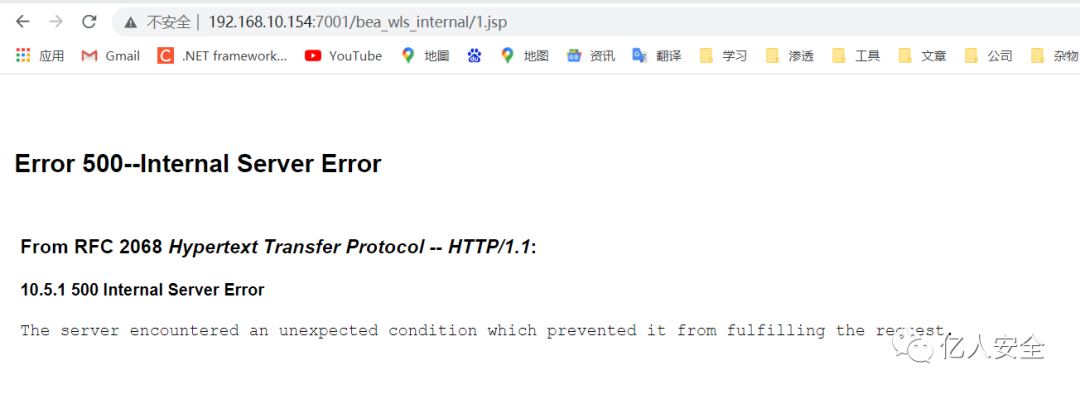 不安全 | 192.168.10.154:7001/bea_wls_internal/1.jsp
应用 Gmail C .NET framework... YouTube 地圖 地图 资讯 翻译 学习 渗透 工具 文章 公司 杂物
Error 500--Internal Server Error
From RFC 2068 Hypertext Transfer Protocol -- HTTP/1.1:
10.5.1 500 Internal Server Error
The server encountered an unexpected condition which prevented it from fulfilling the request.
亿人安全